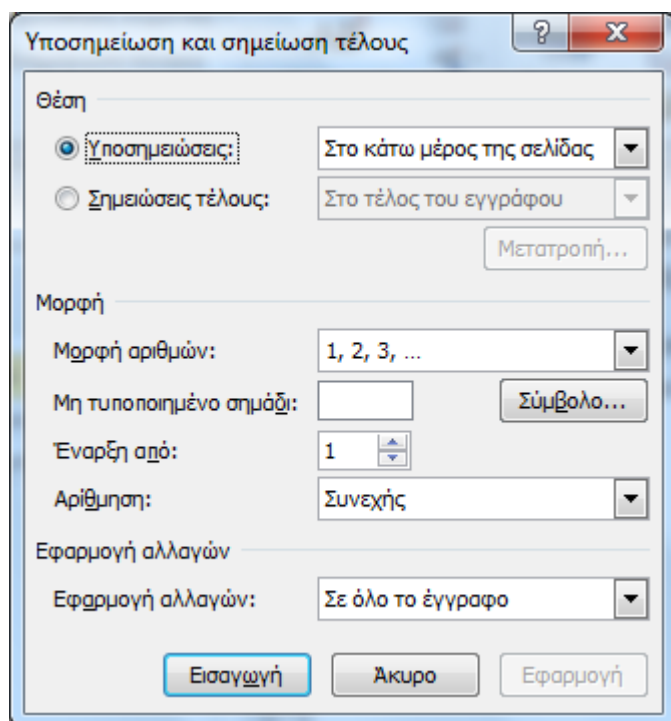 Υποσημείωση και σημείωση τέλους
Θέση
Υποσημειώσεις: Στο κάτω μέρος της σελίδας
Σημειώσεις τέλους: Στο τέλος του εγγράφου
Μετατροπή...
Μορφή
Μορφή αριθμών: 1, 2, 3, ...
Μη τυποποιημένο σημάδι: Σύμβολο...
Έναρξη από: 1
Αρίθμηση: Συνεχής
Εφαρμογή αλλαγών
Εφαρμογή αλλαγών: Σε όλο το έγγραφο
Εισαγωγή Άκυρο Εφαρμογή